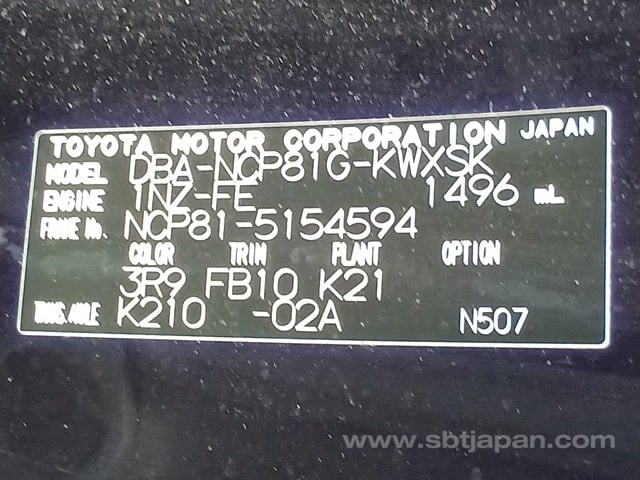 TOYOTA MOTOR CORPORATION JAPAN
MODEL DBA-NCP81G-KWXSK
ENGINE 1NZ-FE 1496 mL
FRAME No. NCP81-5154594
COLOR TRIM PLANT OPTION
3R9 FB10 K21
TRANS.AXLE K210 -02A N507
www.sbtjapan.com